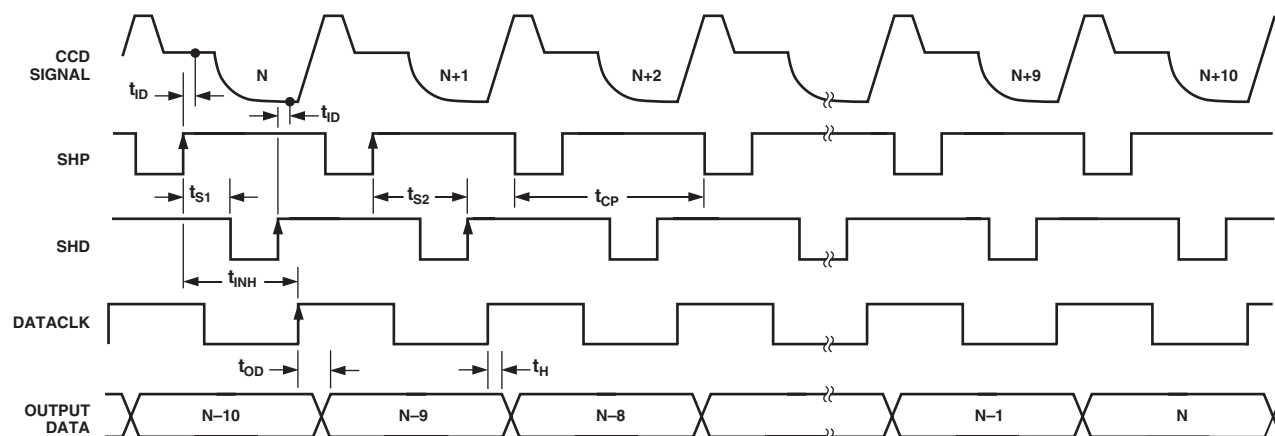 CCD
SIGNAL
N
N+1
N+2
N+9
N+10
tID
tID
SHP
tS1
tS2
tCP
SHD
tINH
DATACLK
tOD
tH
OUTPUT
DATA
N–10
N–9
N–8
N–1
N